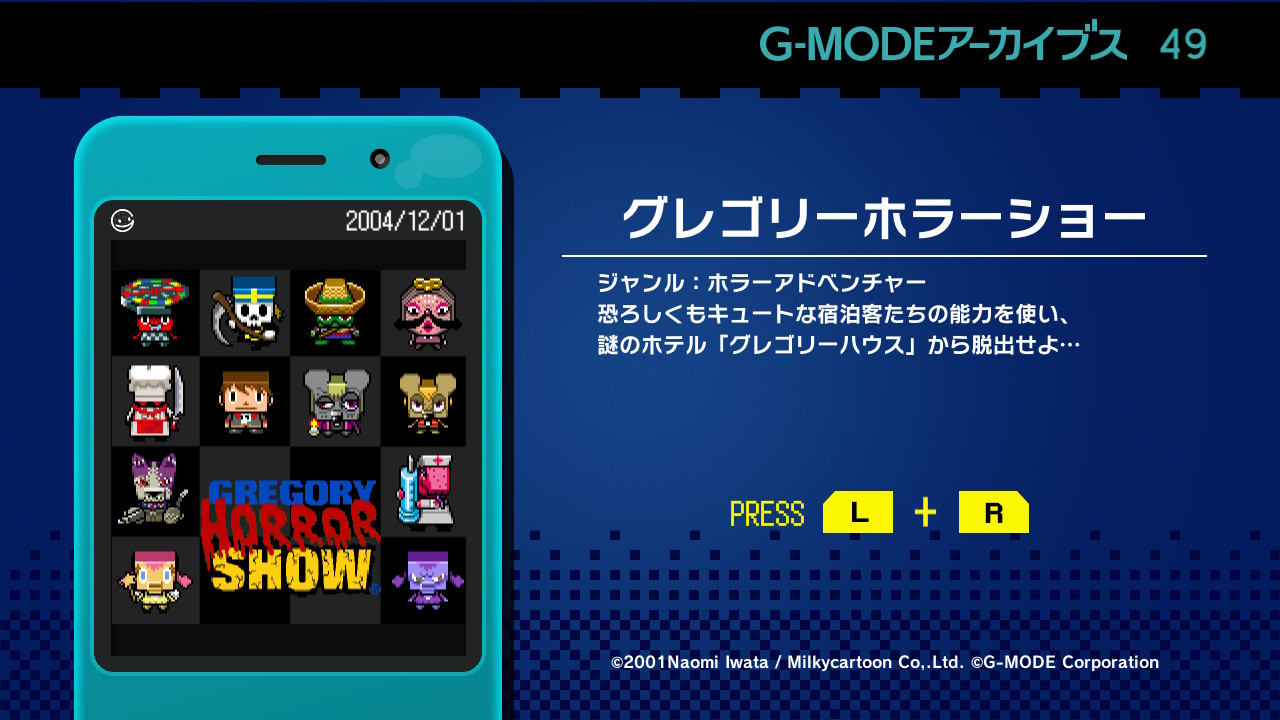 G-MODEアーカイブス 49
2004/12/01
GREGORY
HORROR
SHOW®
グレゴリーホラーショー
ジャンル：ホラーアドベンチャー
恐ろしくもキュートな宿泊客たちの能力を使い、
謎のホテル「グレゴリーハウス」から脱出せよ…
PRESS L + R
©2001Naomi Iwata / Milkycartoon Co,.Ltd. ©G-MODE Corporation